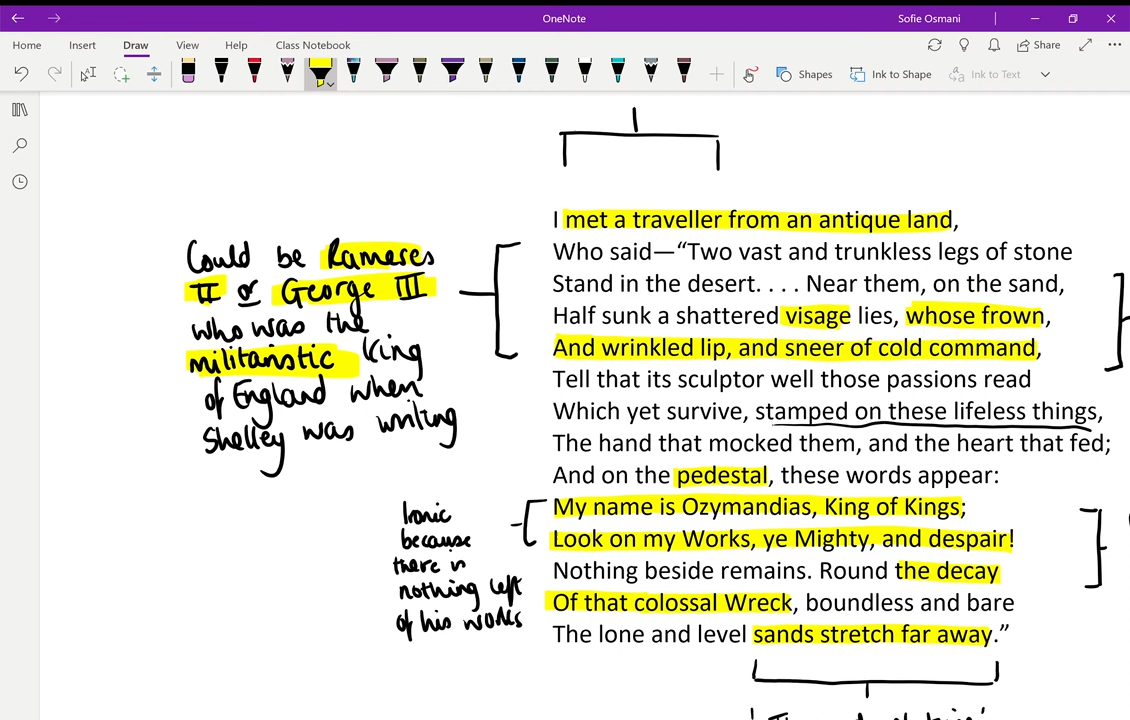 OneNote
Sofie Osmani
Home Insert Draw View Help Class Notebook
Share
Shapes Ink to Shape Ink to Text
I met a traveller from an antique land,
Who said—“Two vast and trunkless legs of stone
Stand in the desert. . . . Near them, on the sand,
Half sunk a shattered visage lies, whose frown,
And wrinkled lip, and sneer of cold command,
Tell that its sculptor well those passions read
Which yet survive, stamped on these lifeless things,
The hand that mocked them, and the heart that fed;
And on the pedestal, these words appear:
My name is Ozymandias, King of Kings;
Look on my Works, ye Mighty, and despair!
Nothing beside remains. Round the decay
Of that colossal Wreck, boundless and bare
The lone and level sands stretch far away.”
Could be Rameses
II or George III
who was the
militaristic king
of England when
Shelley was writing
Ironic
because
there is
nothing left
of his works